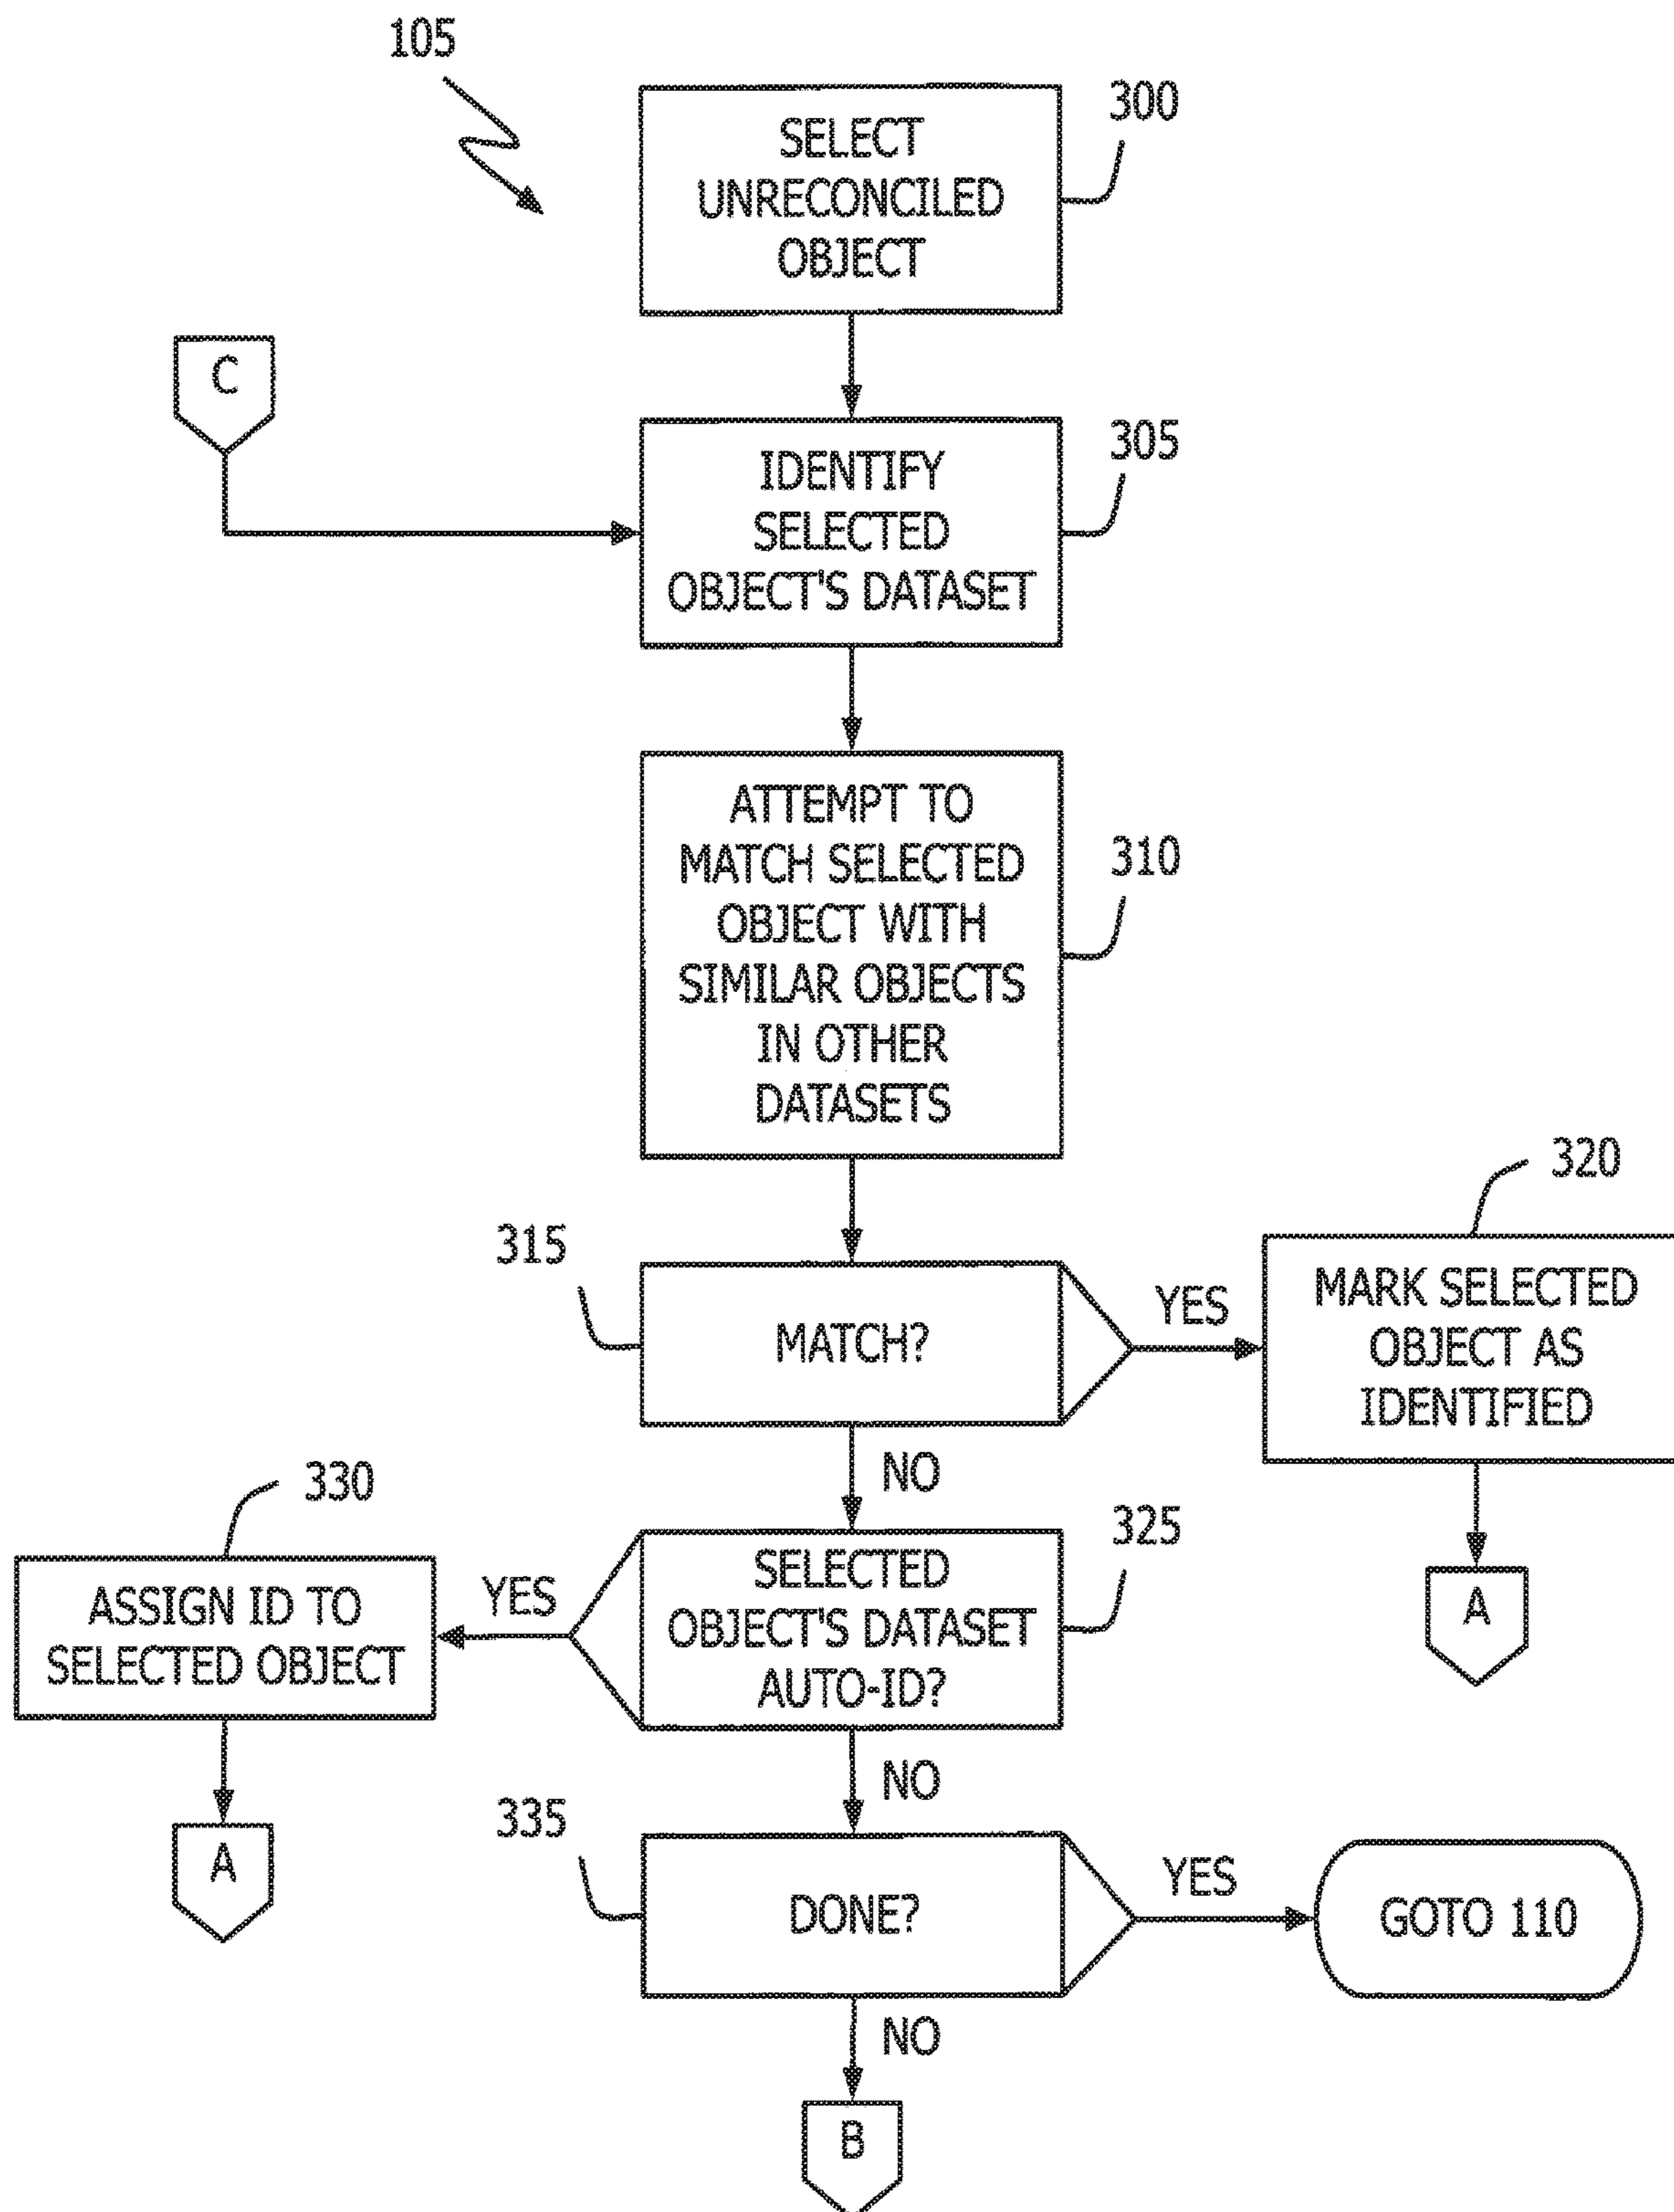 105
300
SELECT
UNRECONCILED
OBJECT
C
305
IDENTIFY
SELECTED
OBJECT'S DATASET
310
ATTEMPT TO
MATCH SELECTED
OBJECT WITH
SIMILAR OBJECTS
IN OTHER
DATASETS
315
MATCH?
YES
320
MARK SELECTED
OBJECT AS
IDENTIFIED
A
NO
325
SELECTED
OBJECT'S DATASET
AUTO-ID?
YES
330
ASSIGN ID TO
SELECTED OBJECT
A
NO
335
DONE?
YES
GOTO 110
NO
B